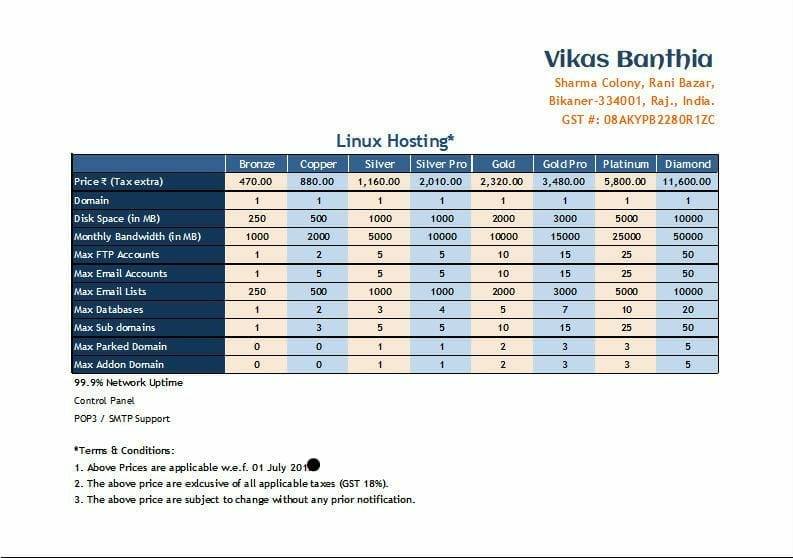 Vikas Banthia
Sharma Colony, Rani Bazar,
Bikaner-334001, Raj., India.
GST #: 08AKYPB2280R1ZC
Linux Hosting*
Bronze Copper Silver Silver Pro Gold Gold Pro Platinum Diamond
Price ₹ (Tax extra) 470.00 880.00 1,160.00 2,010.00 2,320.00 3,480.00 5,800.00 11,600.00
Domain 1 1 1 1 1 1 1 1
Disk Space (in MB) 250 500 1000 1000 2000 3000 5000 10000
Monthly Bandwidth (in MB) 1000 2000 5000 10000 10000 15000 25000 50000
Max FTP Accounts 1 2 5 5 10 15 25 50
Max Email Accounts 1 5 5 5 10 15 25 50
Max Email Lists 250 500 1000 1000 2000 3000 5000 10000
Max Databases 1 2 3 4 5 7 10 20
Max Sub domains 1 3 5 5 10 15 25 50
Max Parked Domain 0 0 1 1 2 3 3 5
Max Addon Domain 0 0 1 1 2 3 3 5
99.9% Network Uptime
Control Panel
POP3 / SMTP Support
*Terms & Conditions:
1. Above Prices are applicable w.e.f. 01 July
2. The above price are exlcusive of all applicable taxes (GST 18%).
3. The above price are subject to change without any prior notification.